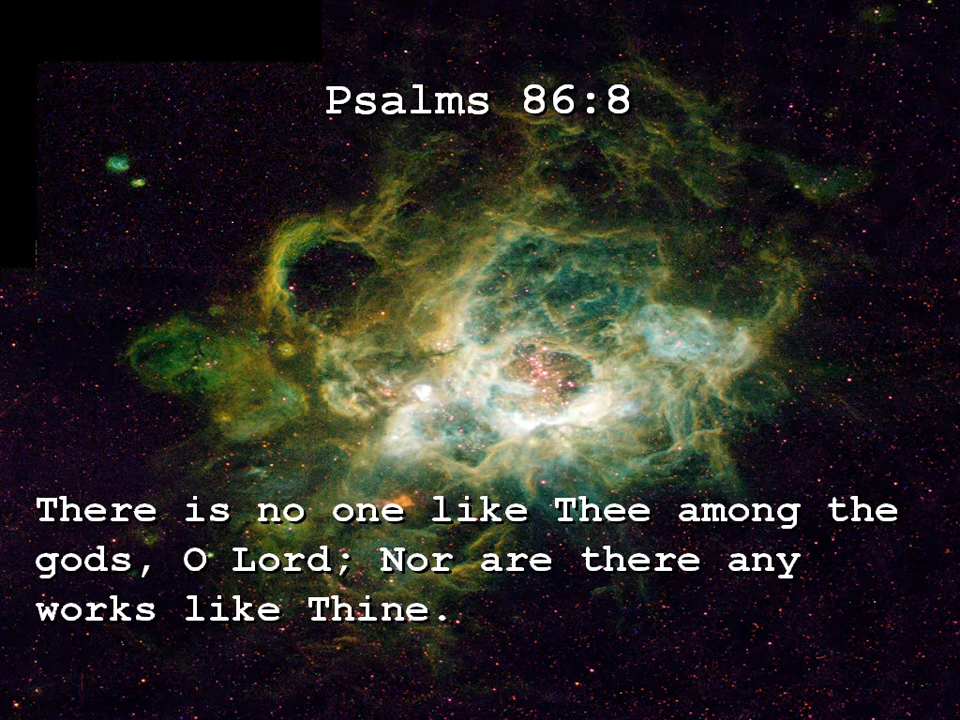 Psalms 86:8
There is no one like Thee among the
gods, O Lord; Nor are there any
works like Thine.